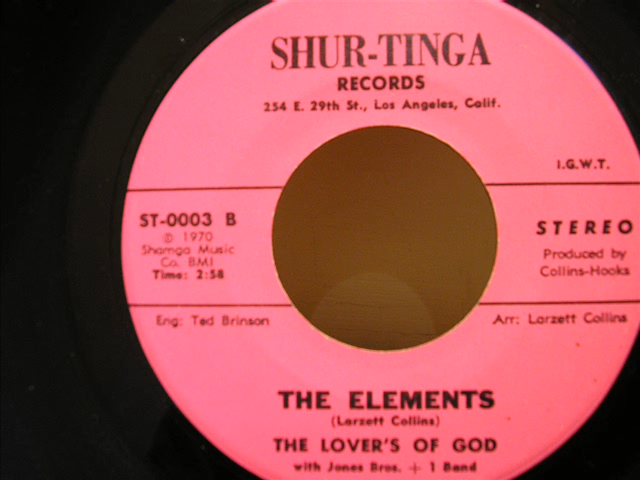 SHUR-TINGA
RECORDS
254 E. 29th St., Los Angeles, Calif.
I.G.W.T.
ST-0003 B
© 1970
Shamga Music
Co. BMI
Time: 2:58
STEREO
Produced by
Collins-Hooks
Eng: Ted Brinson
Arr: Larzett Collins
THE ELEMENTS
(Larzett Collins)
THE LOVER'S OF GOD
with Jones Bros. + 1 Band